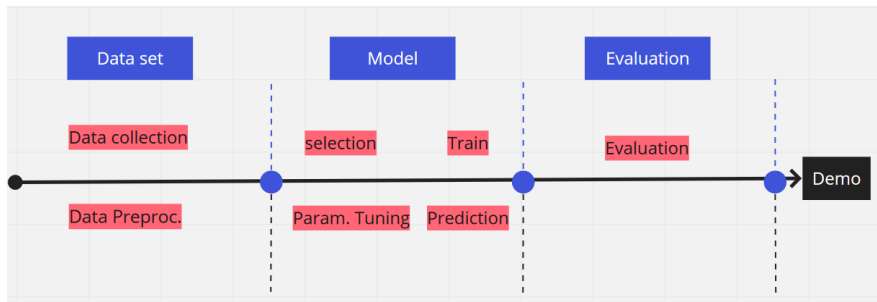 Data set
Model
Evaluation
Data collection
selection
Train
Evaluation
Demo
Data Preproc.
Param. Tuning
Prediction